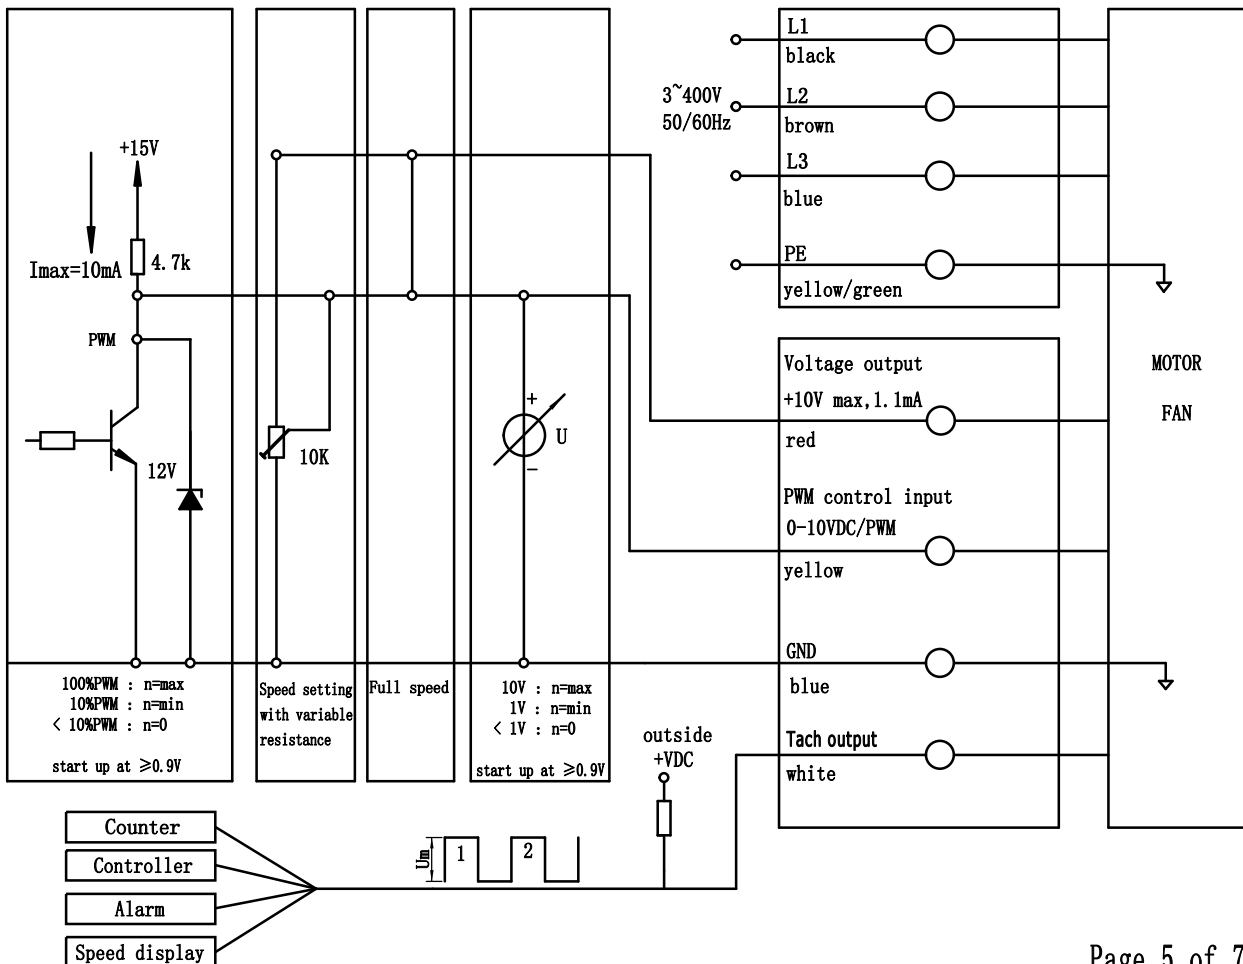 +15V
Imax=10mA
4.7k
PWM
12V
100%PWM : n=max
10%PWM : n=min
< 10%PWM : n=0
start up at ≥0.9V
10K
Speed setting
with variable
resistance
Full speed
+
U
−
10V : n=max
1V : n=min
< 1V : n=0
start up at ≥0.9V
3~400V
50/60Hz
L1
black
L2
brown
L3
blue
PE
yellow/green
Voltage output
+10V max,1.1mA
red
PWM control input
0-10VDC/PWM
yellow
GND
blue
Tach output
white
MOTOR
FAN
outside
+VDC
Um
1
2
Counter
Controller
Alarm
Speed display
Page 5 of 7